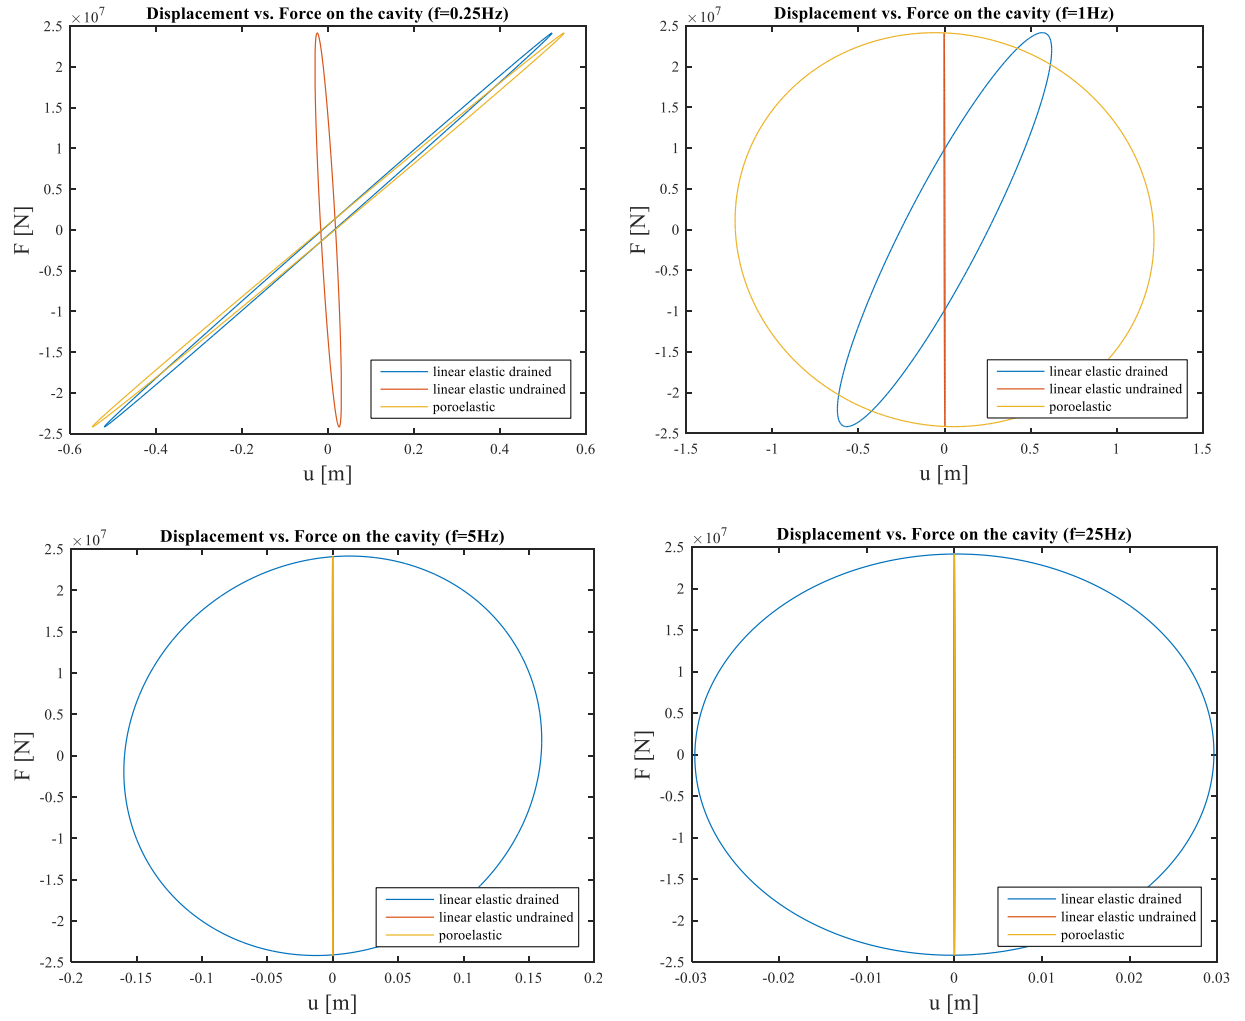 Displacement vs. Force on the cavity (f=0.25Hz)
×10⁷
2.5
2
1.5
1
0.5
0
-0.5
-1
-1.5
-2
-2.5
F [N]
linear elastic drained
linear elastic undrained
poroelastic
-0.6 -0.4 -0.2 0 0.2 0.4 0.6
u [m]
Displacement vs. Force on the cavity (f=1Hz)
×10⁷
2.5
2
1.5
1
0.5
0
-0.5
-1
-1.5
-2
-2.5
F [N]
linear elastic drained
linear elastic undrained
poroelastic
-1.5 -1 -0.5 0 0.5 1 1.5
u [m]
Displacement vs. Force on the cavity (f=5Hz)
×10⁷
2.5
2
1.5
1
0.5
0
-0.5
-1
-1.5
-2
-2.5
F [N]
linear elastic drained
linear elastic undrained
poroelastic
-0.2 -0.15 -0.1 -0.05 0 0.05 0.1 0.15 0.2
u [m]
Displacement vs. Force on the cavity (f=25Hz)
×10⁷
2.5
2
1.5
1
0.5
0
-0.5
-1
-1.5
-2
-2.5
F [N]
linear elastic drained
linear elastic undrained
poroelastic
-0.03 -0.02 -0.01 0 0.01 0.02 0.03
u [m]